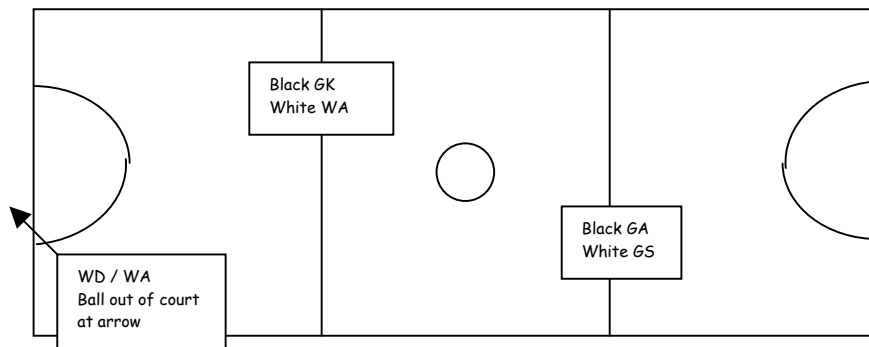 Black GK
White WA
Black GA
White GS
WD / WA
Ball out of court
at arrow